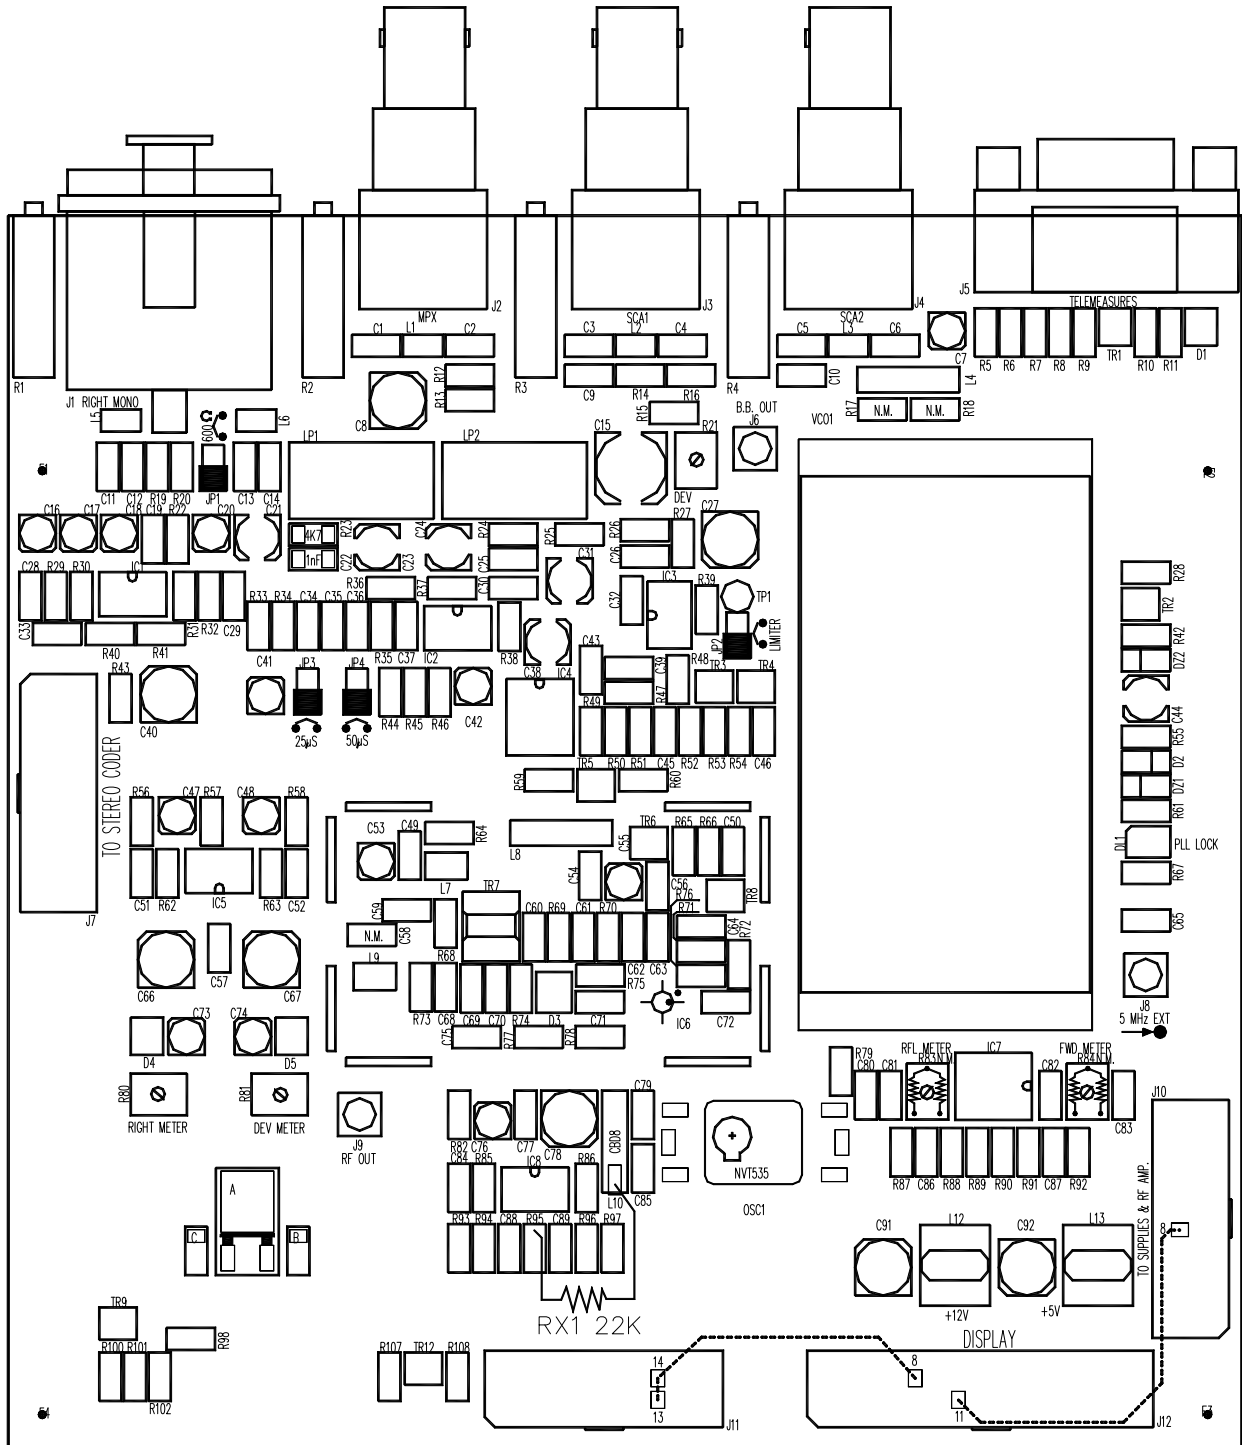 J2
J3
J4
J5
MPX
SCA1
SCA2
TELEMEASURES
C1
L1
C2
C3
L2
C4
C5
L3
C6
C7
R5
R6
R7
R8
R9
TR1
R10
R11
D1
R1
R2
R3
R4
R12
R13
C8
C9
R14
R16
C10
L4
J1
RIGHT MONO
L5
600Ω
L6
R15
R21
B.B. OUT
J6
VCO1
R17
N.M.
N.M.
R18
LP1
LP2
C15
DEV
F1
C11
C12
R19
R20
JP1
C13
C14
C16
C17
C18
C19
R22
C20
C21
4K7
R23
1nF
C22
C24
C23
R24
C25
R25
R26
C26
R27
C27
C28
R29
R30
IC1
R31
R32
C29
R36
R37
C30
C31
C32
IC3
R39
TP1
R28
TR2
R42
DZ2
C44
R55
D2
DZ1
R61
DL1
PLL LOCK
R67
C65
C33
R40
R41
R33
R34
C34
C35
C36
R35
C37
IC2
R38
C38
IC4
C43
C39
R47
R48
JP2
LIMITER
TR3
TR4
R43
C40
C41
JP3
JP4
25µS
50µS
R44
R45
R46
C42
R49
R50
R51
C45
R52
R53
R54
C46
R59
TR5
R60
TO STEREO CODER
J7
R56
C47
R57
C48
R58
C51
R62
IC5
R63
C52
C53
C49
R64
L7
L8
C54
C55
TR6
R65
R66
C50
C56
R76
R71
TR8
C59
N.M.
C58
R68
TR7
C60
R69
C61
R70
C62
C63
C64
R72
C66
C57
C67
L9
R73
C68
C69
C70
R74
D3
R75
C71
IC6
C72
C73
C74
D4
D5
C75
R77
R78
J8
5 MHz EXT
R80
RIGHT METER
R81
DEV METER
J9
RF OUT
R79
C80
C81
RFL METER
R83
N.M.
IC7
C82
FWD METER
R84
N.M.
C83
J10
R82
C76
C77
C78
C79
CBD8
NVT535
OSC1
C84
R85
IC8
R86
L10
C85
R87
C86
R88
R89
R90
R91
C87
R92
R93
R94
C88
R95
C89
R96
R97
A
C
B
C91
L12
C92
L13
+12V
+5V
TO SUPPLIES & RF AMP.
8
RX1 22K
DISPLAY
TR9
R98
R100
R101
R102
R107
TR12
R108
14
13
J11
8
11
J12
F4
F3